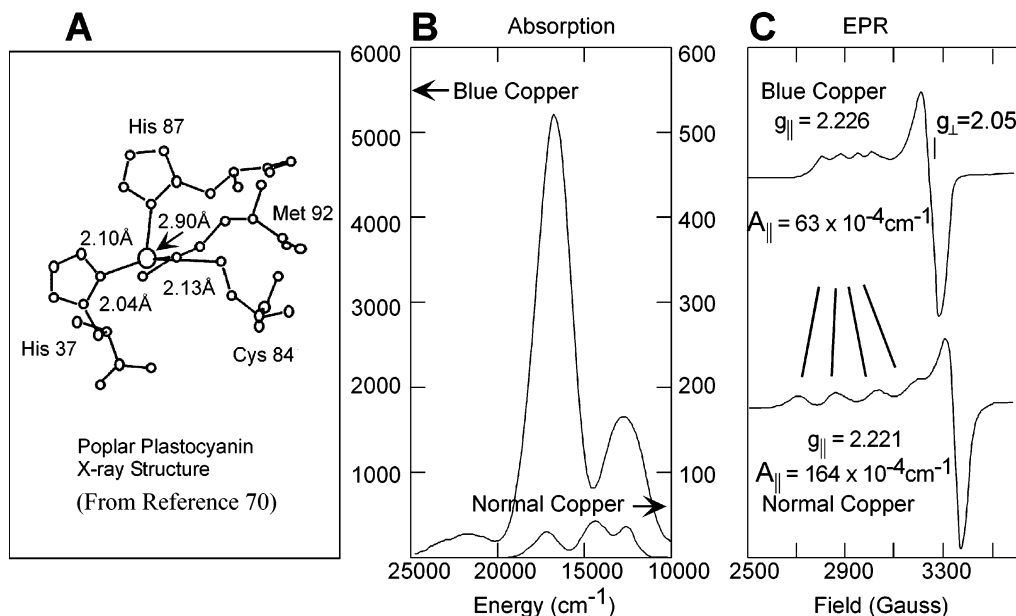 A
His 87
Met 92
2.90Å
2.10Å
2.13Å
2.04Å
His 37
Cys 84
Poplar Plastocyanin
X-ray Structure
(From Reference 70)
B
Absorption
6000
5000
4000
3000
2000
1000
600
500
400
300
200
100
Blue Copper
Normal Copper
25000 20000 15000 10000
Energy (cm⁻¹)
C
EPR
Blue Copper
g|| = 2.226
g⊥=2.05
A|| = 63 x 10⁻⁴cm⁻¹
g|| = 2.221
A|| = 164 x 10⁻⁴cm⁻¹
Normal Copper
2500 2900 3300
Field (Gauss)